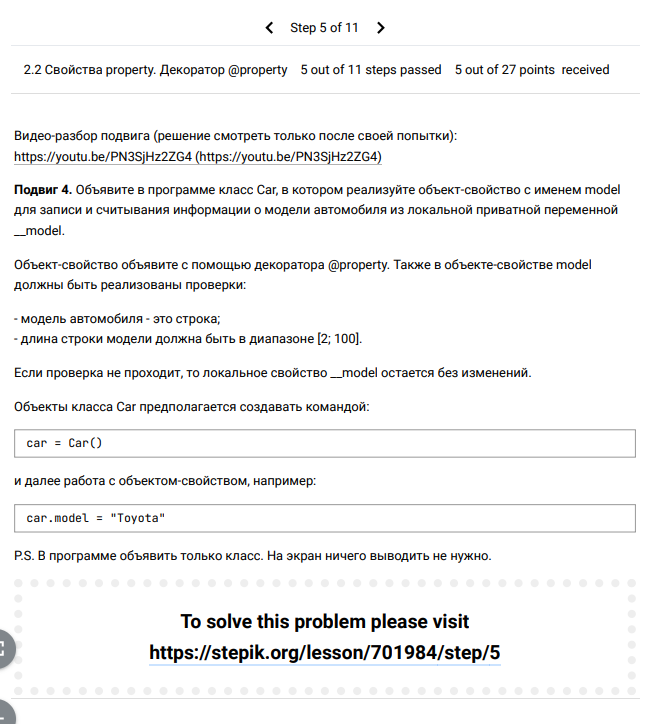 Step 5 of 11
2.2 Свойства property. Декоратор @property 5 out of 11 steps passed 5 out of 27 points received
Видео-разбор подвига (решение смотреть только после своей попытки):
https://youtu.be/PN3SjHz2ZG4 (https://youtu.be/PN3SjHz2ZG4)
Подвиг 4. Объявите в программе класс Car, в котором реализуйте объект-свойство с именем model
для записи и считывания информации о модели автомобиля из локальной приватной переменной
__model.
Объект-свойство объявите с помощью декоратора @property. Также в объекте-свойстве model
должны быть реализованы проверки:
- модель автомобиля - это строка;
- длина строки модели должна быть в диапазоне [2; 100].
Если проверка не проходит, то локальное свойство __model остается без изменений.
Объекты класса Car предполагается создавать командой:
car = Car()
и далее работа с объектом-свойством, например:
car.model = "Toyota"
P.S. В программе объявить только класс. На экран ничего выводить не нужно.
To solve this problem please visit
https://stepik.org/lesson/701984/step/5